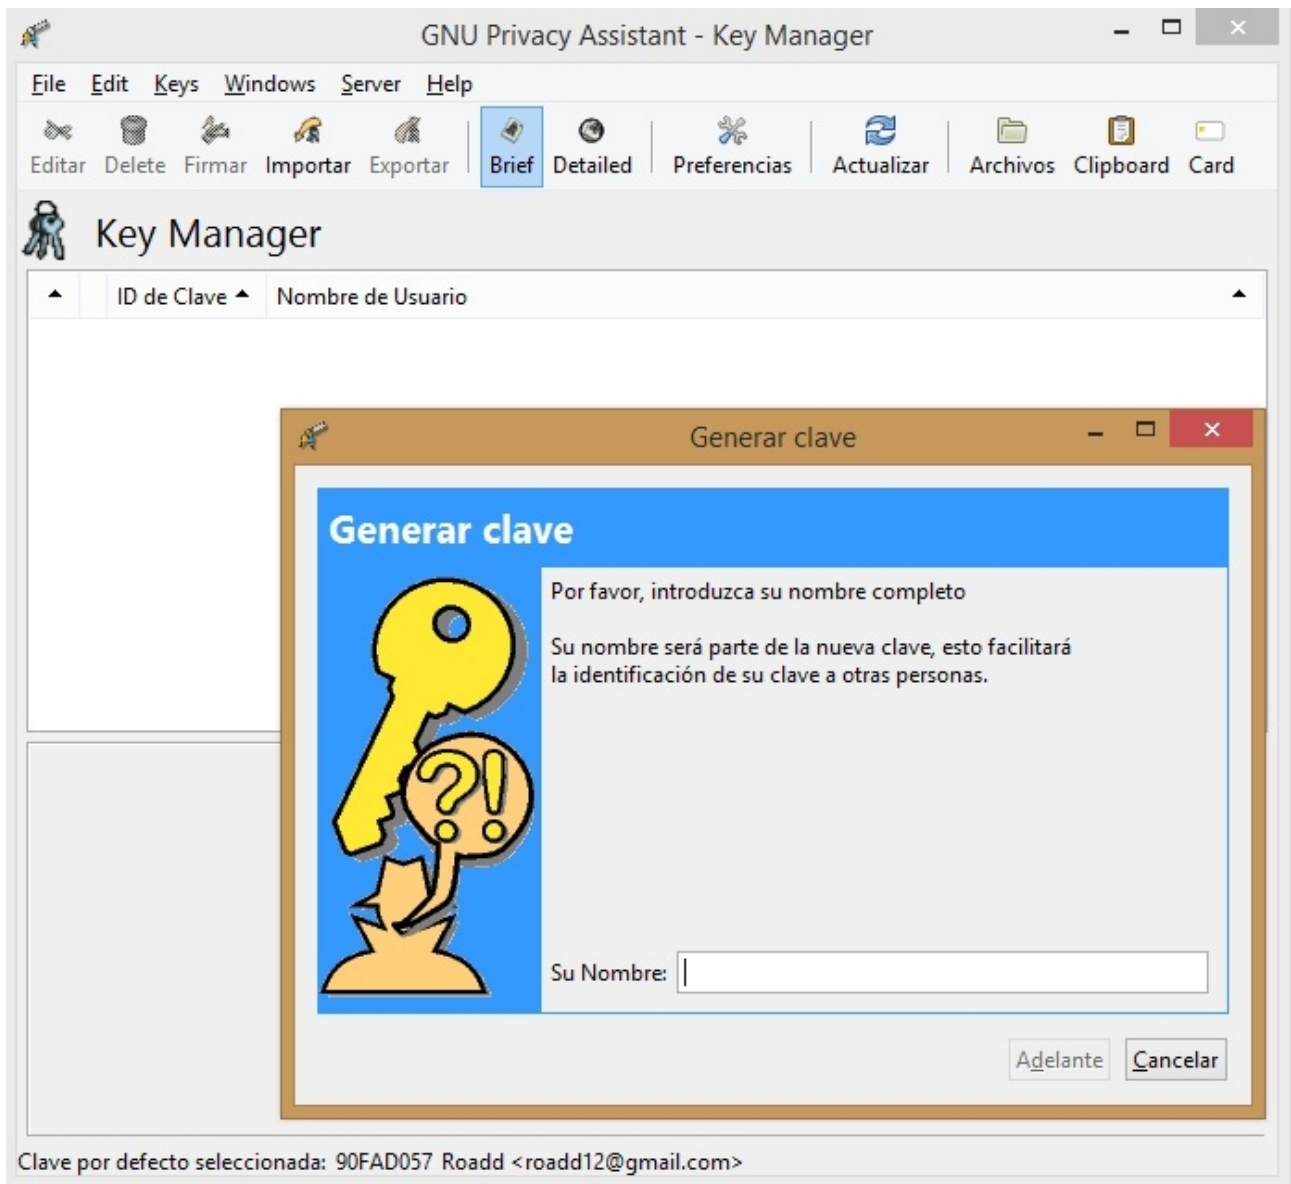 GNU Privacy Assistant - Key Manager
File Edit Keys Windows Server Help
Editar Delete Firmar Importar Exportar Brief Detailed Preferencias Actualizar Archivos Clipboard Card
Key Manager
ID de Clave Nombre de Usuario
Generar clave
Generar clave
Por favor, introduzca su nombre completo
Su nombre será parte de la nueva clave, esto facilitará
la identificación de su clave a otras personas.
?!
Su Nombre:
Adelante Cancelar
Clave por defecto seleccionada: 90FAD057 Roadd <roadd12@gmail.com>